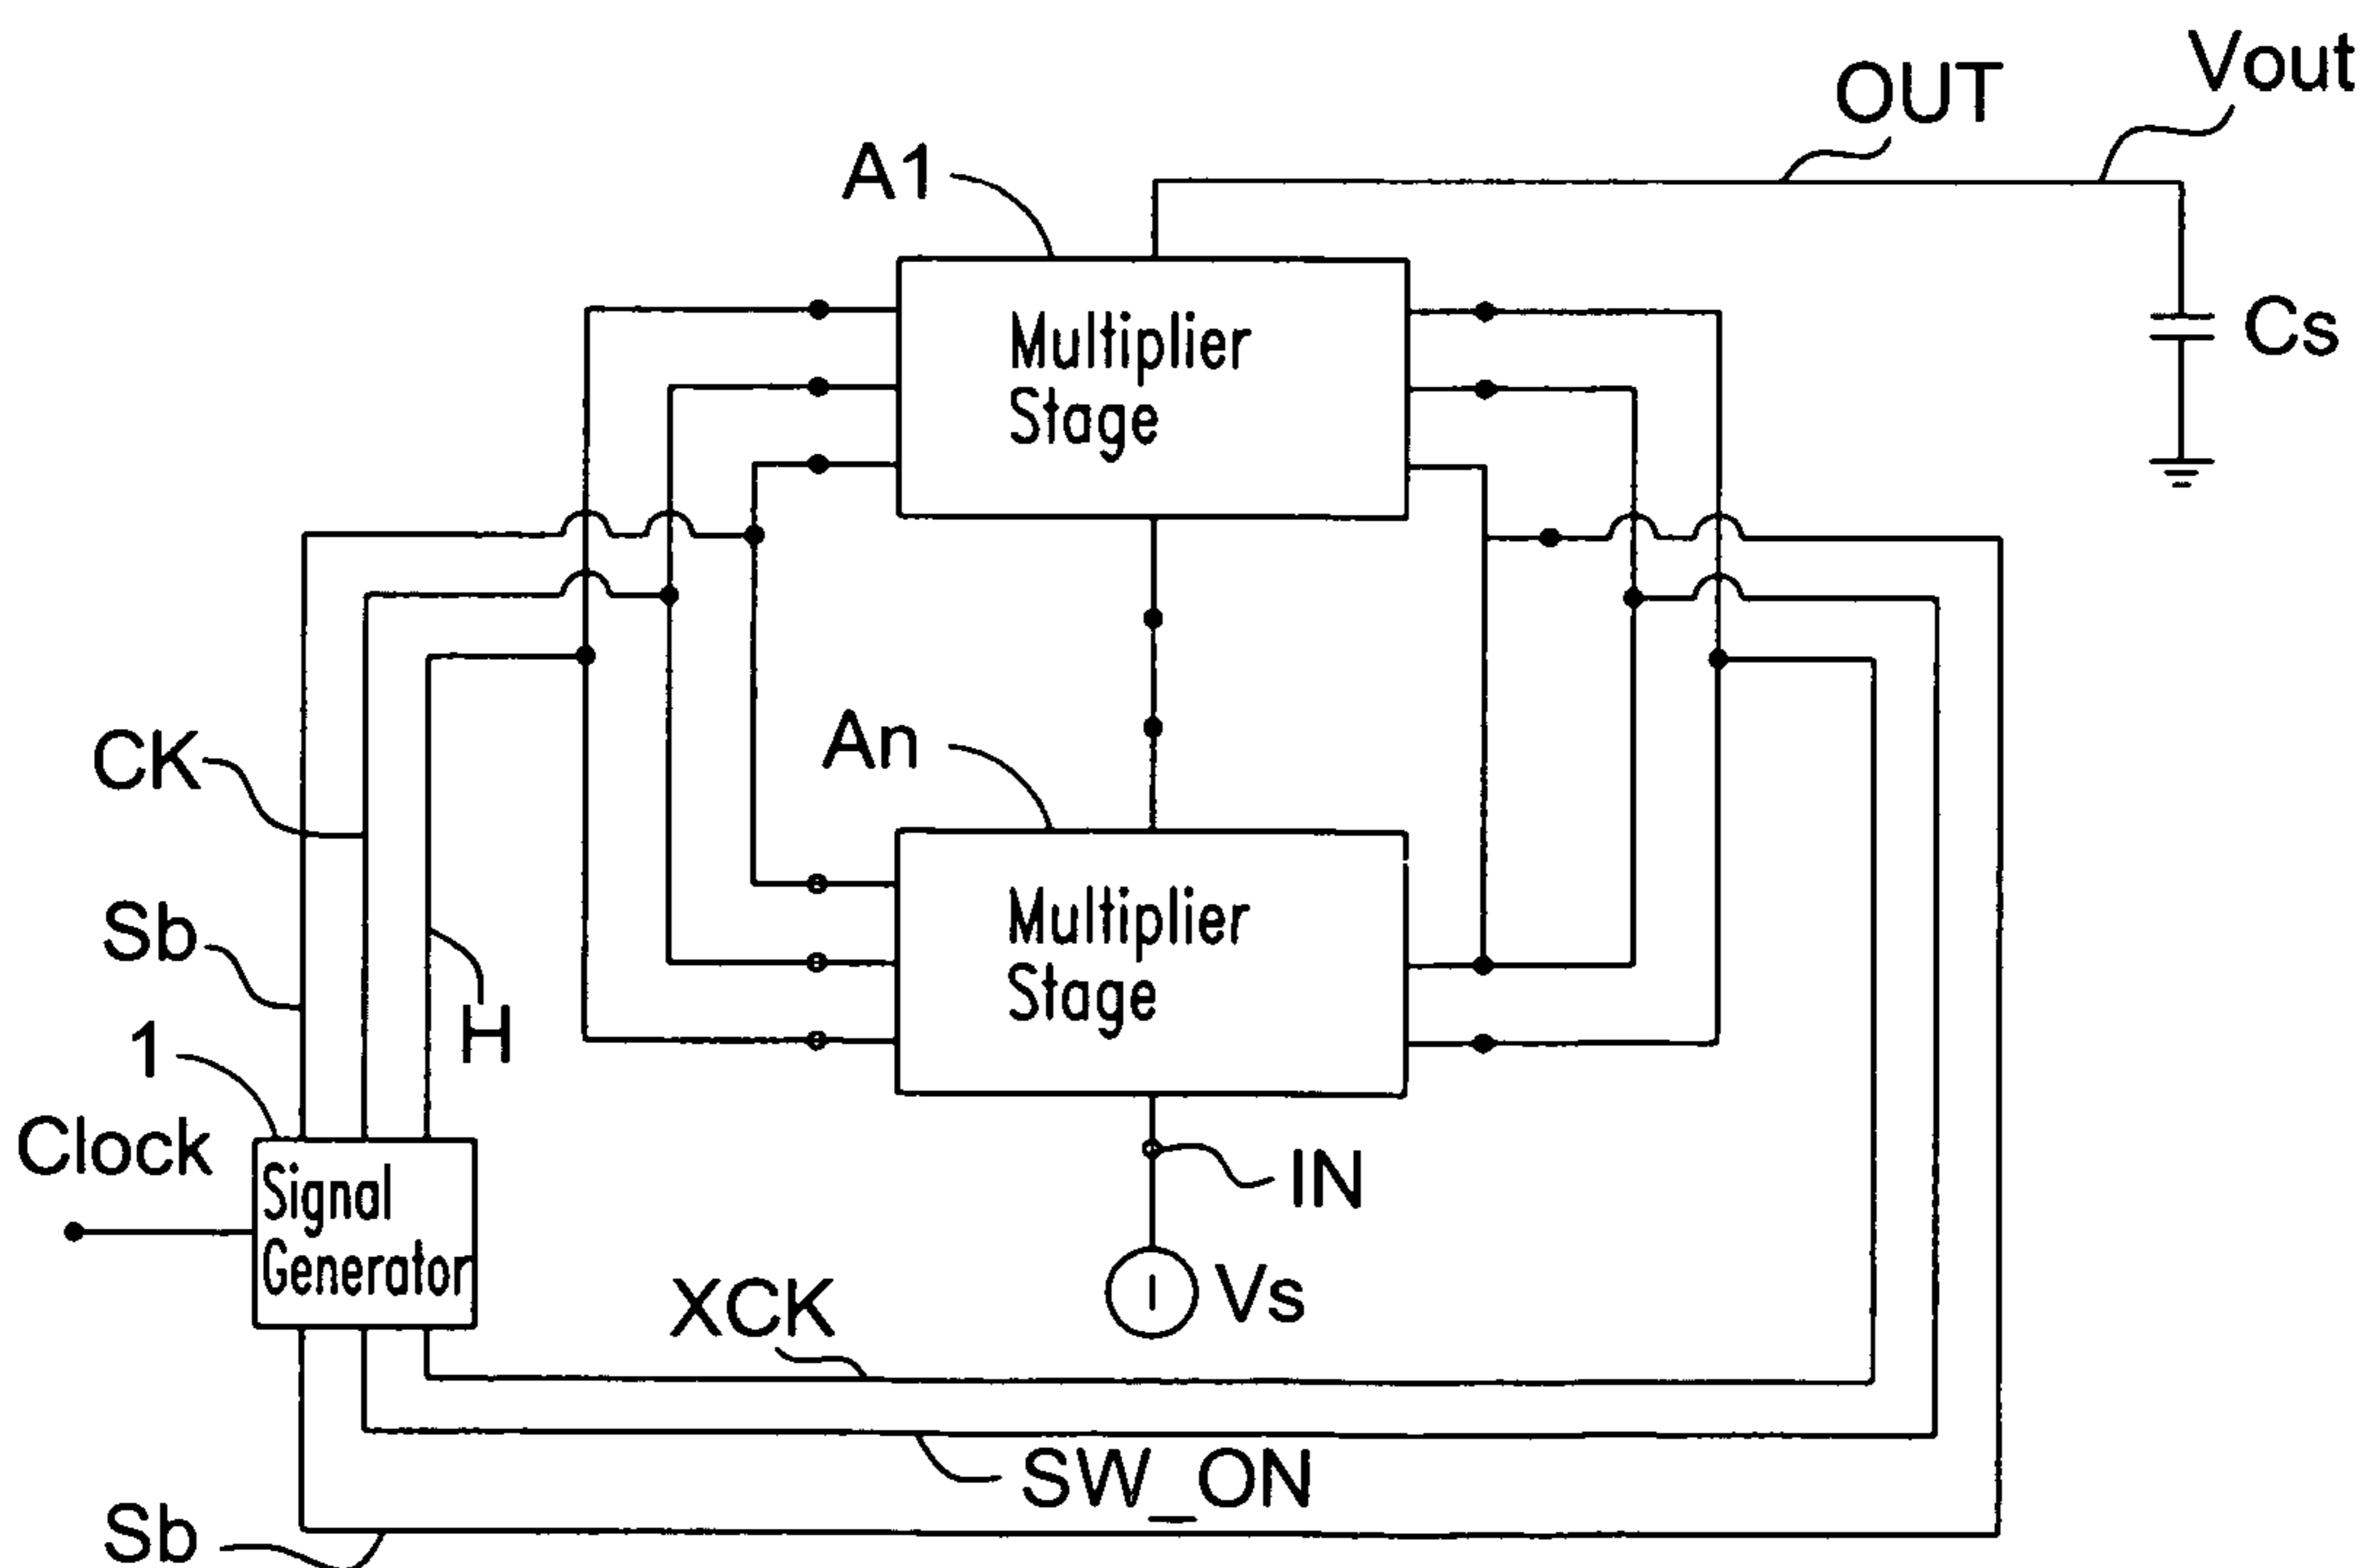 Vout
OUT
A1
Multiplier
Stage
Cs
CK
An
Sb
Multiplier
Stage
H
1
Clock
IN
Signal
Generator
XCK
Vs
SW_ON
Sb